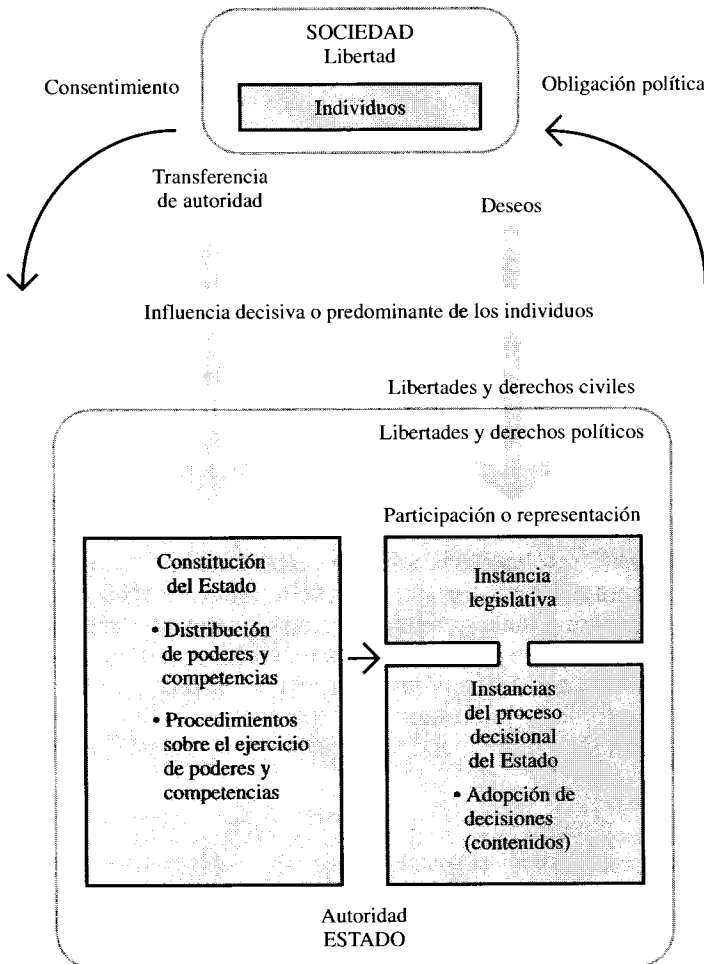 SOCIEDAD
Libertad
Individuos
Consentimiento
Obligación política
Transferencia
de autoridad
Deseos
Influencia decisiva o predominante de los individuos
Libertades y derechos civiles
Libertades y derechos políticos
Participación o representación
Constitución
del Estado
• Distribución
de poderes y
competencias
• Procedimientos
sobre el ejercicio
de poderes y
competencias
Instancia
legislativa
Instancias
del proceso
decisional
del Estado
• Adopción de
decisiones
(contenidos)
Autoridad
ESTADO